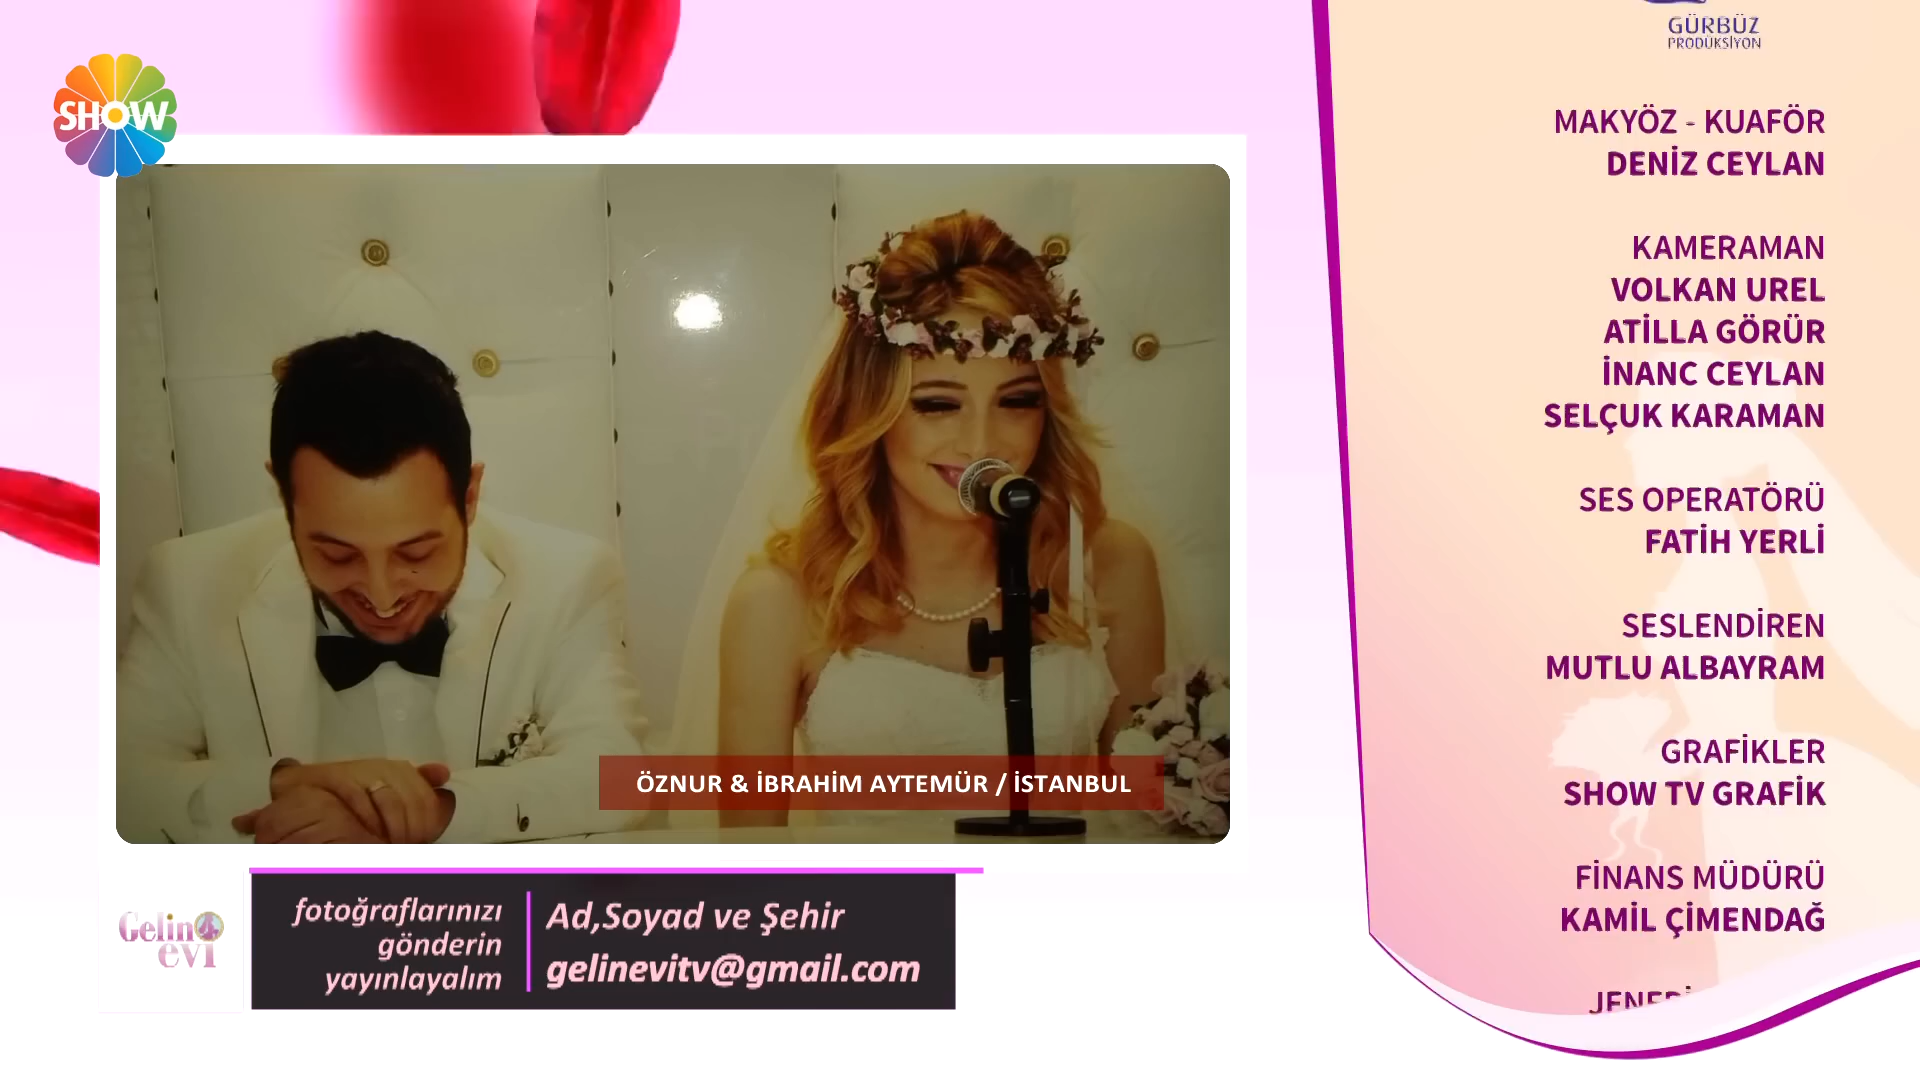 SHOW
ÖZNUR & İBRAHİM AYTEMÜR / İSTANBUL
Gelin
evi
fotoğraflarınızı
gönderin
yayınlayalım
Ad,Soyad ve Şehir
gelinevitv@gmail.com
GÜRBÜZ
PRODÜKSİYON
MAKYÖZ - KUAFÖR
DENİZ CEYLAN
KAMERAMAN
VOLKAN UREL
ATİLLA GÖRÜR
İNANC CEYLAN
SELÇUK KARAMAN
SES OPERATÖRÜ
FATİH YERLİ
SESLENDİREN
MUTLU ALBAYRAM
GRAFİKLER
SHOW TV GRAFİK
FİNANS MÜDÜRÜ
KAMİL ÇİMENDAĞ